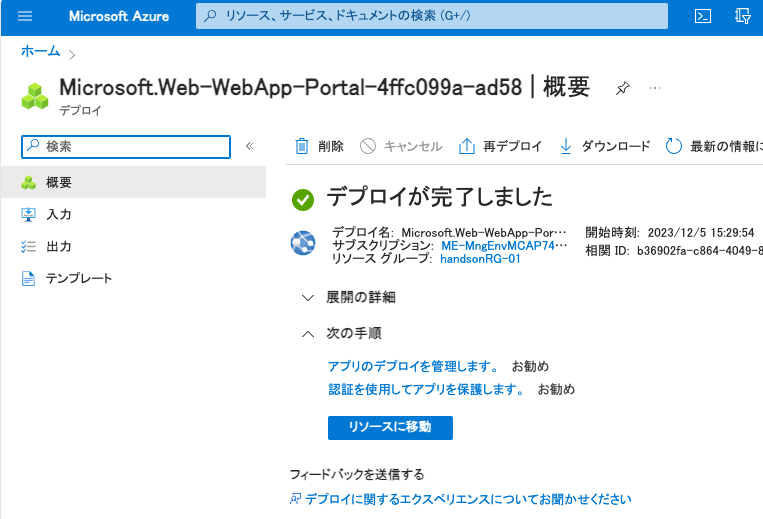 Microsoft Azure
リソース、サービス、ドキュメントの検索 (G+/)
ホーム
Microsoft.Web-WebApp-Portal-4ffc099a-ad58 | 概要
デプロイ
検索
削除 キャンセル 再デプロイ ダウンロード 最新の情報に
概要
入力
出力
テンプレート
デプロイが完了しました
デプロイ名: Microsoft.Web-WebApp-Por… 開始時刻: 2023/12/5 15:29:54
サブスクリプション: ME-MngEnvMCAP74… 相関 ID: b36902fa-c864-4049-8
リソース グループ: handsonRG-01
展開の詳細
次の手順
アプリのデプロイを管理します。 お勧め
認証を使用してアプリを保護します。 お勧め
リソースに移動
フィードバックを送信する
デプロイに関するエクスペリエンスについてお聞かせください